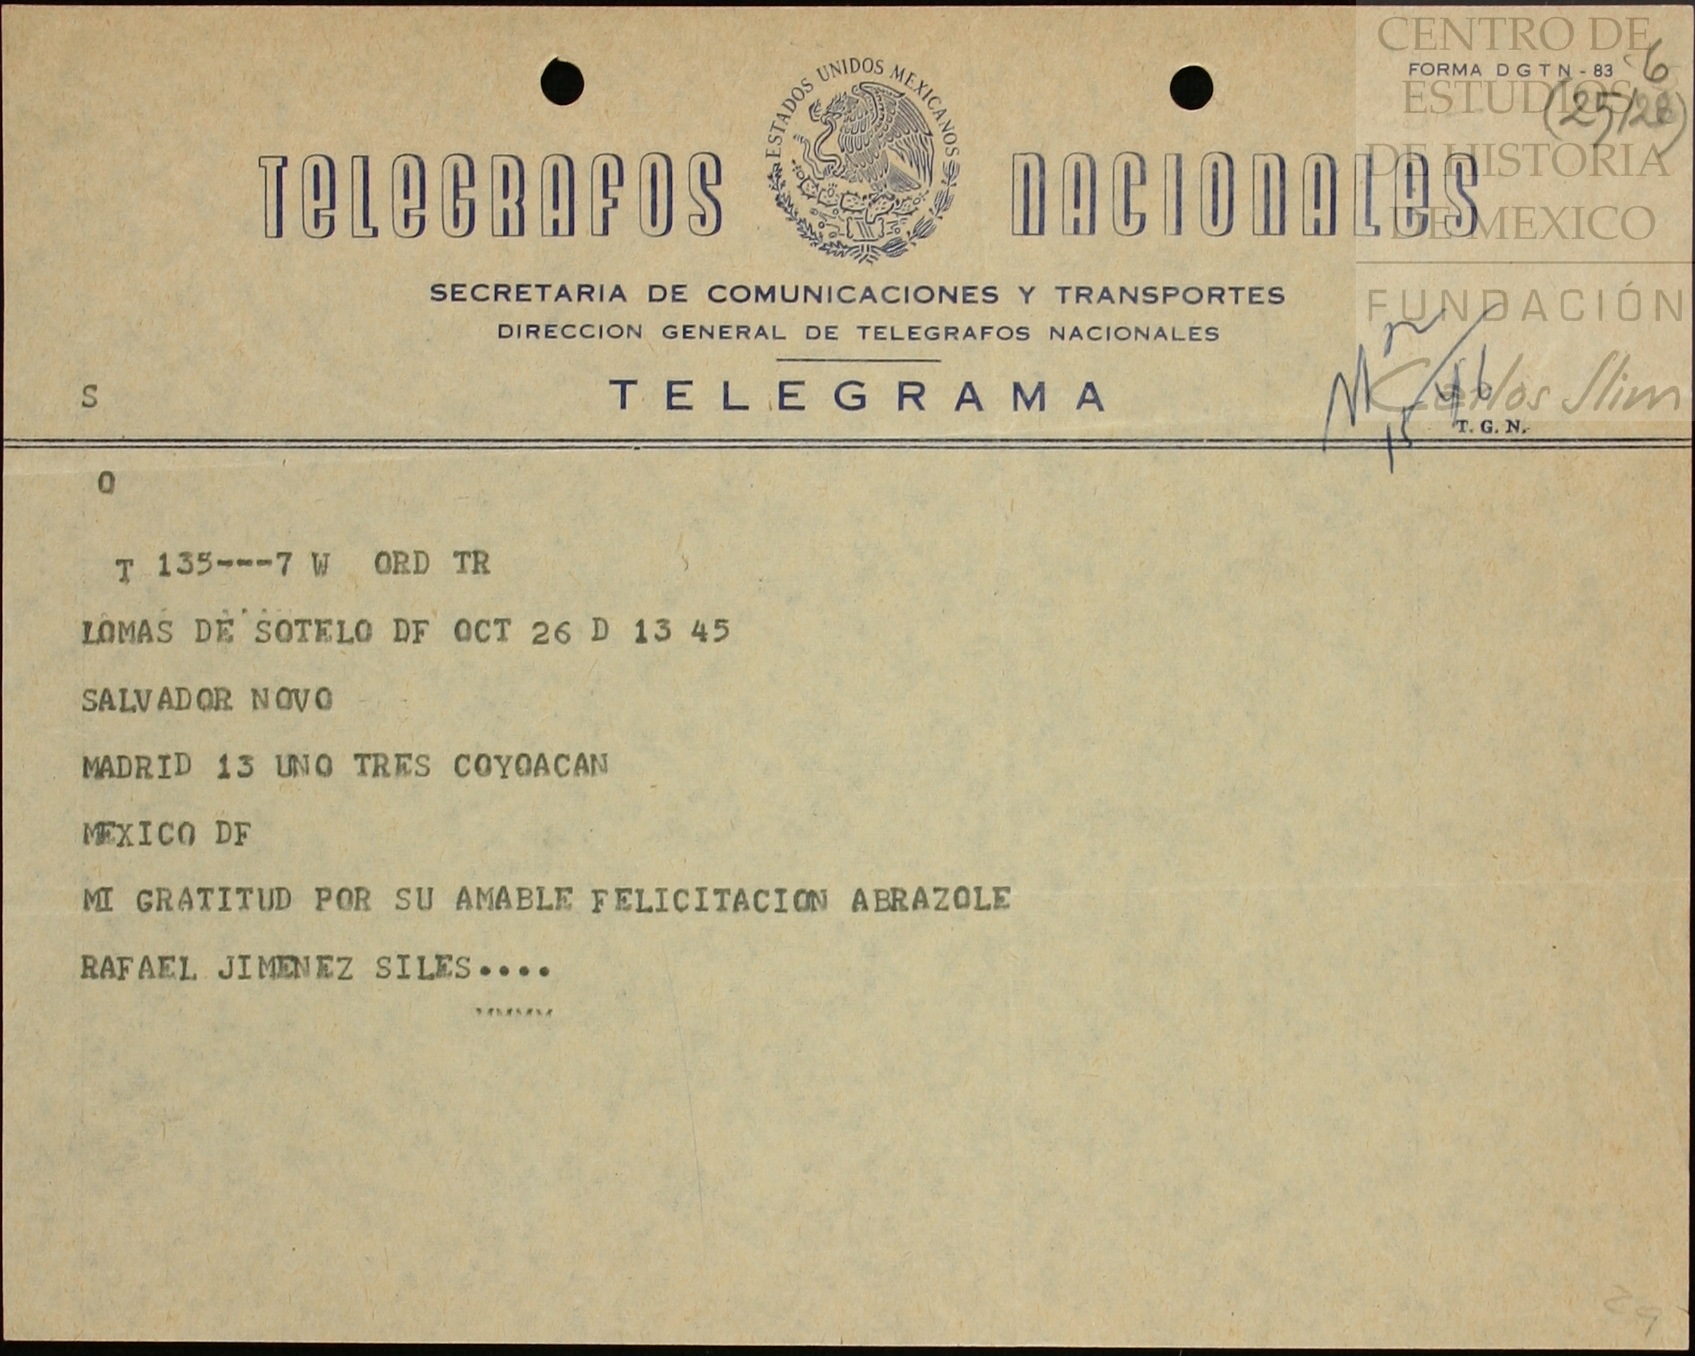 CENTRO DE
FORMA D G T N - 83
6
ESTUDIOS
(25/28)
DE HISTORIA
DE MEXICO
FUNDACIÓN
Carlos Slim
ESTADOS UNIDOS MEXICANOS
TELEGRAFOS NACIONALES
SECRETARIA DE COMUNICACIONES Y TRANSPORTES
DIRECCION GENERAL DE TELEGRAFOS NACIONALES
S
TELEGRAMA
T. G. N.
O
T 135---7 W ORD TR
LOMAS DE SOTELO DF OCT 26 D 13 45
SALVADOR NOVO
MADRID 13 UNO TRES COYOACAN
MEXICO DF
MI GRATITUD POR SU AMABLE FELICITACION ABRAZOLE
RAFAEL JIMENEZ SILES....